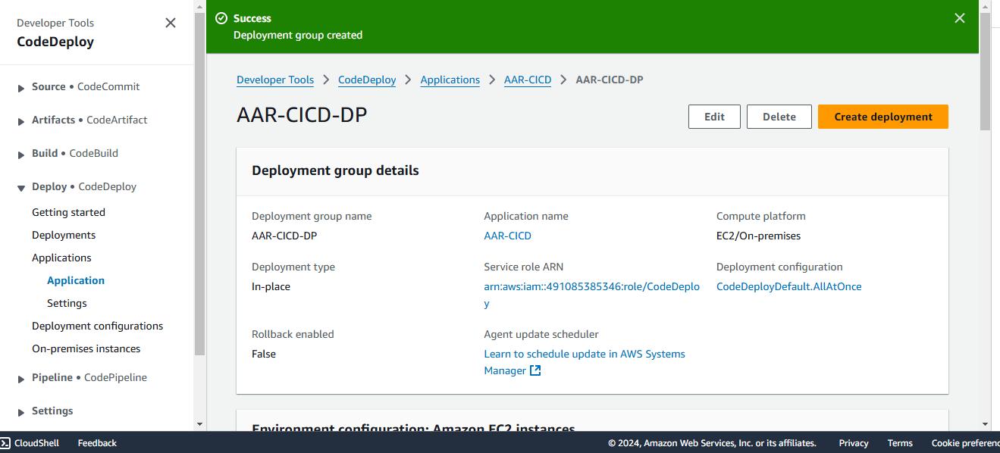 Developer Tools
CodeDeploy
Source • CodeCommit
Artifacts • CodeArtifact
Build • CodeBuild
Deploy • CodeDeploy
Getting started
Deployments
Applications
Application
Settings
Deployment configurations
On-premises instances
Pipeline • CodePipeline
Settings
Success
Deployment group created
Developer Tools > CodeDeploy > Applications > AAR-CICD > AAR-CICD-DP
AAR-CICD-DP
Edit
Delete
Create deployment
Deployment group details
Deployment group name
AAR-CICD-DP
Application name
AAR-CICD
Compute platform
EC2/On-premises
Deployment type
In-place
Service role ARN
arn:aws:iam::491085385346:role/CodeDeplo
y
Deployment configuration
CodeDeployDefault.AllAtOnce
Rollback enabled
False
Agent update scheduler
Learn to schedule update in AWS Systems
Manager
Environment configuration: Amazon EC2 instances
CloudShell
Feedback
© 2024, Amazon Web Services, Inc. or its affiliates.
Privacy
Terms
Cookie preferenc